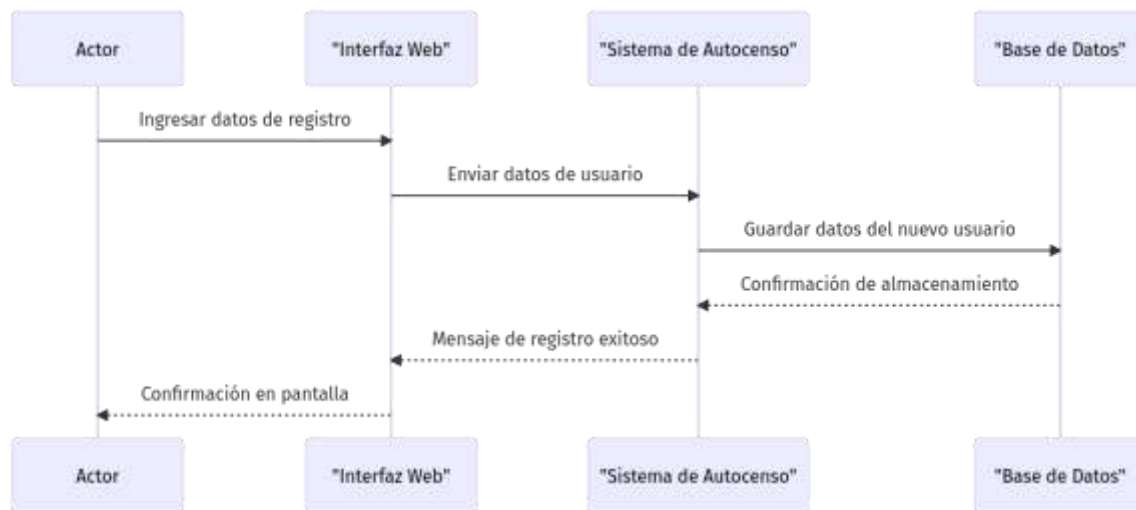 Actor
"Interfaz Web"
"Sistema de Autocenso"
"Base de Datos"
Ingresar datos de registro
Enviar datos de usuario
Guardar datos del nuevo usuario
Confirmación de almacenamiento
Mensaje de registro exitoso
Confirmación en pantalla
Actor
"Interfaz Web"
"Sistema de Autocenso"
"Base de Datos"